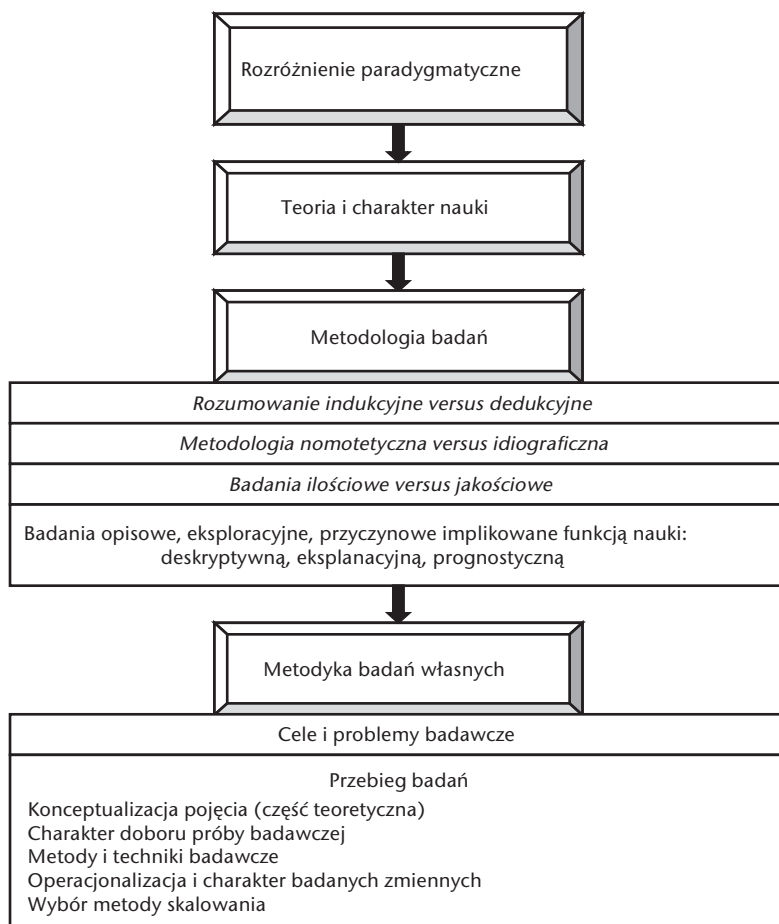 Rozróżnienie paradygmatyczne
Teoria i charakter nauki
Metodologia badań
Rozumowanie indukcyjne versus dedukcyjne
Metodologia nomotetyczna versus idiograficzna
Badania ilościowe versus jakościowe
Badania opisowe, eksploracyjne, przyczynowe implikowane funkcją nauki:
deskryptywną, eksplanacyjną, prognostyczną
Metodyka badań własnych
Cele i problemy badawcze
Przebieg badań
Konceptualizacja pojęcia (część teoretyczna)
Charakter doboru próby badawczej
Metody i techniki badawcze
Operacjonalizacja i charakter badanych zmiennych
Wybór metody skalowania